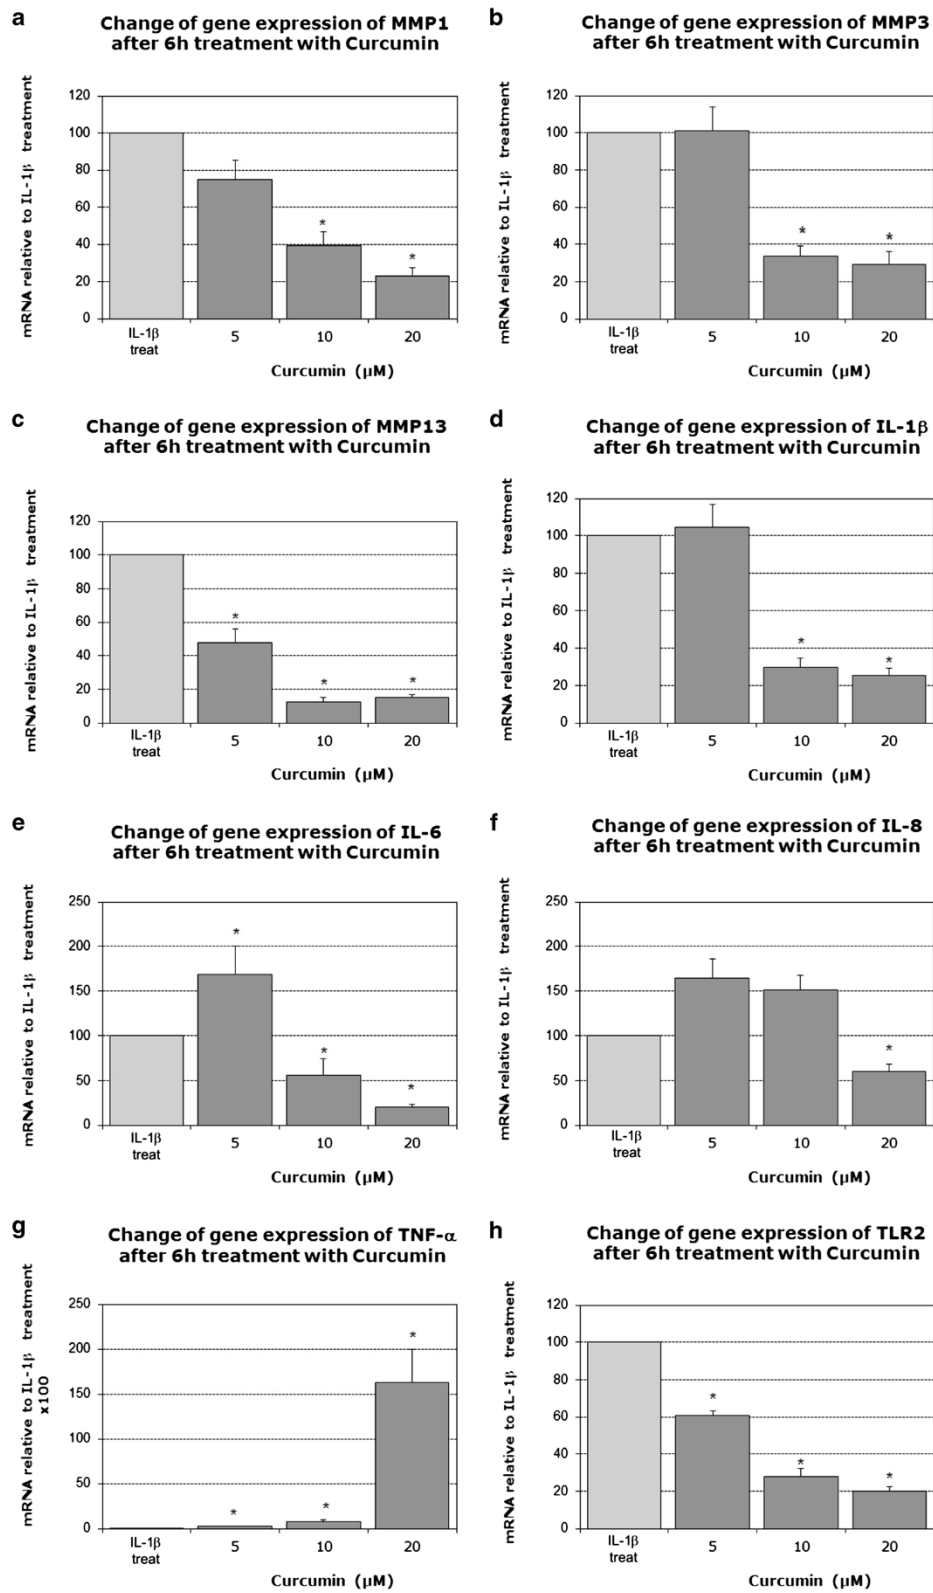 a
Change of gene expression of MMP1
after 6h treatment with Curcumin
mRNA relative to IL-1β treatment
120
100
80
60
40
20
0
*
*
IL-1β
treat
5
10
20
Curcumin (µM)
b
Change of gene expression of MMP3
after 6h treatment with Curcumin
mRNA relative to IL-1β treatment
120
100
80
60
40
20
0
*
*
IL-1β
treat
5
10
20
Curcumin (µM)
c
Change of gene expression of MMP13
after 6h treatment with Curcumin
mRNA relative to IL-1β treatment
120
100
80
60
40
20
0
*
*
*
IL-1β
treat
5
10
20
Curcumin (µM)
d
Change of gene expression of IL-1β
after 6h treatment with Curcumin
mRNA relative to IL-1β treatment
120
100
80
60
40
20
0
*
*
IL-1β
treat
5
10
20
Curcumin (µM)
e
Change of gene expression of IL-6
after 6h treatment with Curcumin
mRNA relative to IL-1β treatment
250
200
150
100
50
0
*
*
*
IL-1β
treat
5
10
20
Curcumin (µM)
f
Change of gene expression of IL-8
after 6h treatment with Curcumin
mRNA relative to IL-1β treatment
250
200
150
100
50
0
*
IL-1β
treat
5
10
20
Curcumin (µM)
g
Change of gene expression of TNF-α
after 6h treatment with Curcumin
mRNA relative to IL-1β treatment
x100
250
200
150
100
50
0
*
*
*
IL-1β
treat
5
10
20
Curcumin (µM)
h
Change of gene expression of TLR2
after 6h treatment with Curcumin
mRNA relative to IL-1β treatment
120
100
80
60
40
20
0
*
*
*
IL-1β
treat
5
10
20
Curcumin (µM)